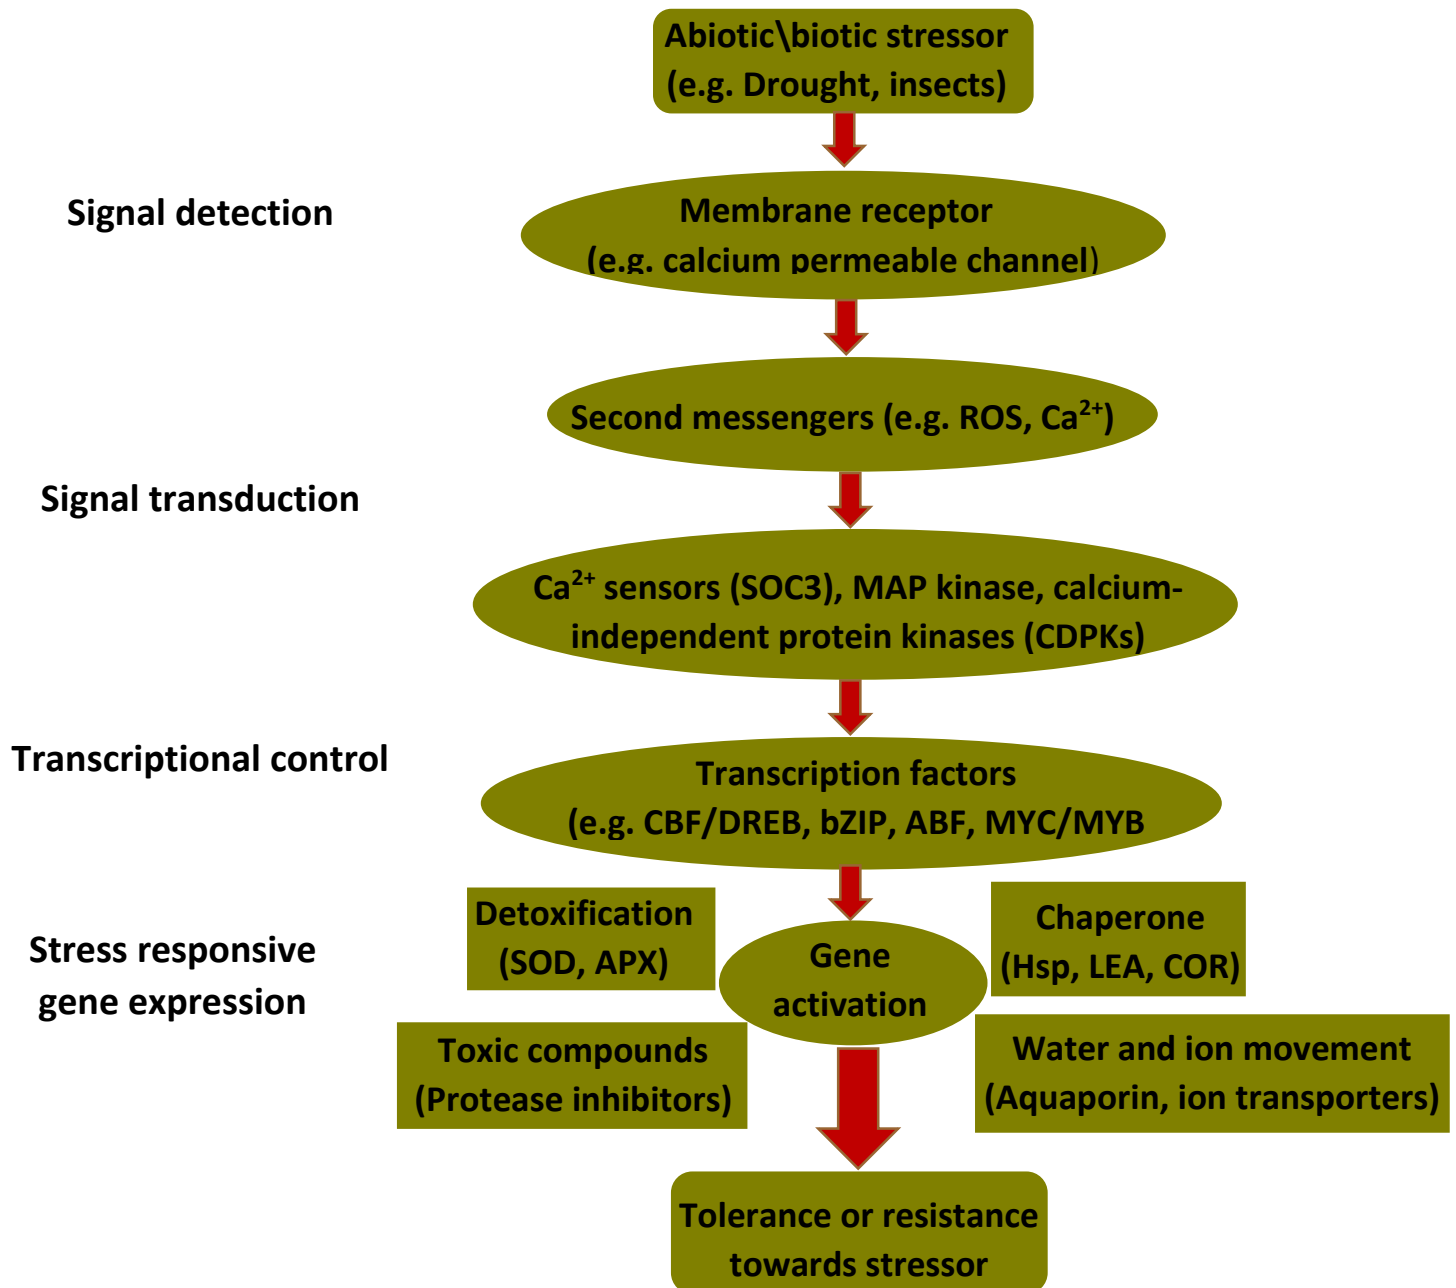 Abiotic\biotic stressor
(e.g. Drought, insects)
Signal detection
Membrane receptor
(e.g. calcium permeable channel)
Second messengers (e.g. ROS, Ca²⁺)
Signal transduction
Ca²⁺ sensors (SOC3), MAP kinase, calcium-
independent protein kinases (CDPKs)
Transcriptional control
Transcription factors
(e.g. CBF/DREB, bZIP, ABF, MYC/MYB
Stress responsive
gene expression
Detoxification
(SOD, APX)
Gene
activation
Chaperone
(Hsp, LEA, COR)
Toxic compounds
(Protease inhibitors)
Water and ion movement
(Aquaporin, ion transporters)
Tolerance or resistance
towards stressor